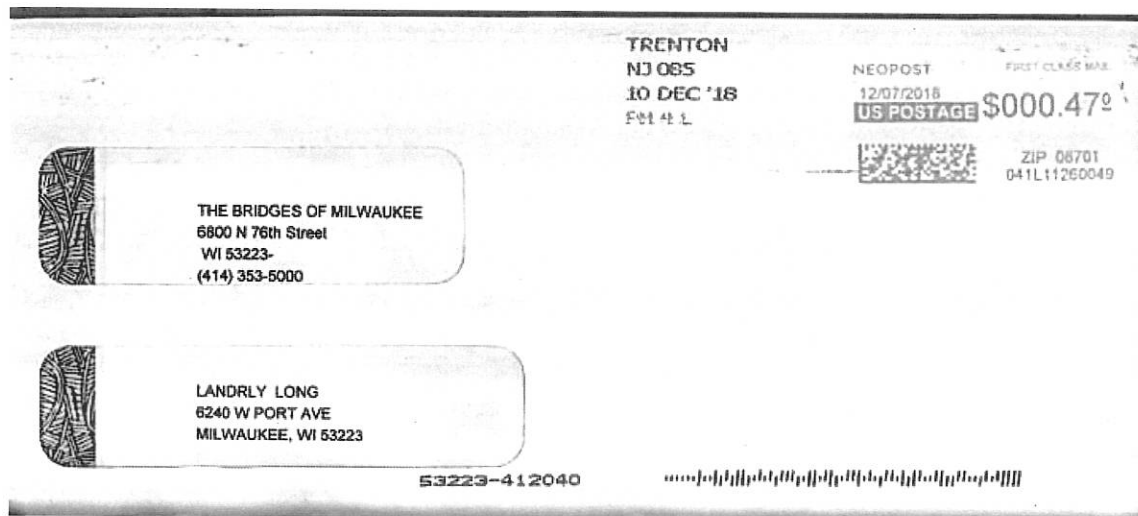 TRENTON
NJ 085
10 DEC '18
PM 4 L
NEOPOST
FIRST CLASS MAIL
12/07/2018
US POSTAGE $000.47⁰
ZIP 08701
041L11260049
THE BRIDGES OF MILWAUKEE
6800 N 76th Street
WI 53223-
(414) 353-5000
LANDRLY LONG
6240 W PORT AVE
MILWAUKEE, WI 53223
53223-412040